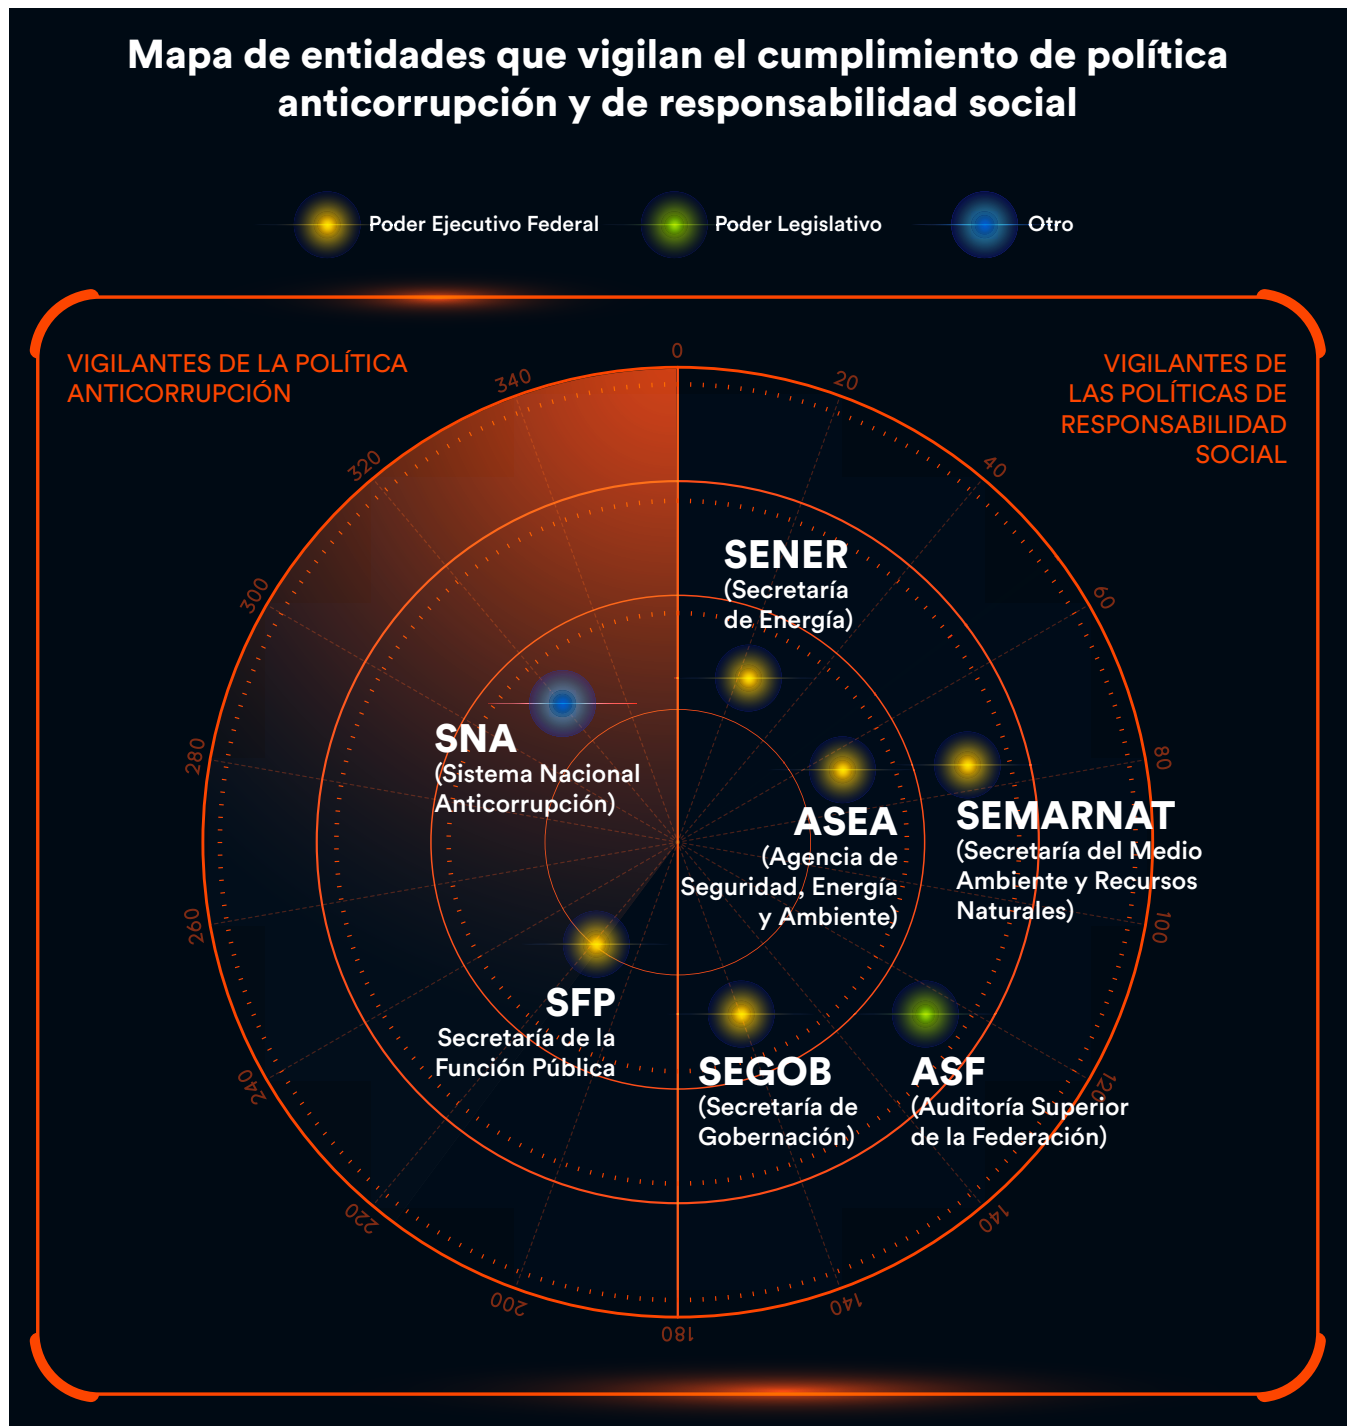 Mapa de entidades que vigilan el cumplimiento de política
anticorrupción y de responsabilidad social
Poder Ejecutivo Federal
Poder Legislativo
Otro
VIGILANTES DE LA POLÍTICA
ANTICORRUPCIÓN
VIGILANTES DE
LAS POLÍTICAS DE
RESPONSABILIDAD
SOCIAL
0
20
40
60
80
100
120
140
140
180
200
220
240
260
280
300
320
340
SENER
(Secretaría
de Energía)
SNA
(Sistema Nacional
Anticorrupción)
ASEA
(Agencia de
Seguridad, Energía
y Ambiente)
SEMARNAT
(Secretaría del Medio
Ambiente y Recursos
Naturales)
SFP
Secretaría de la
Función Pública
SEGOB
(Secretaría de
Gobernación)
ASF
(Auditoría Superior
de la Federación)